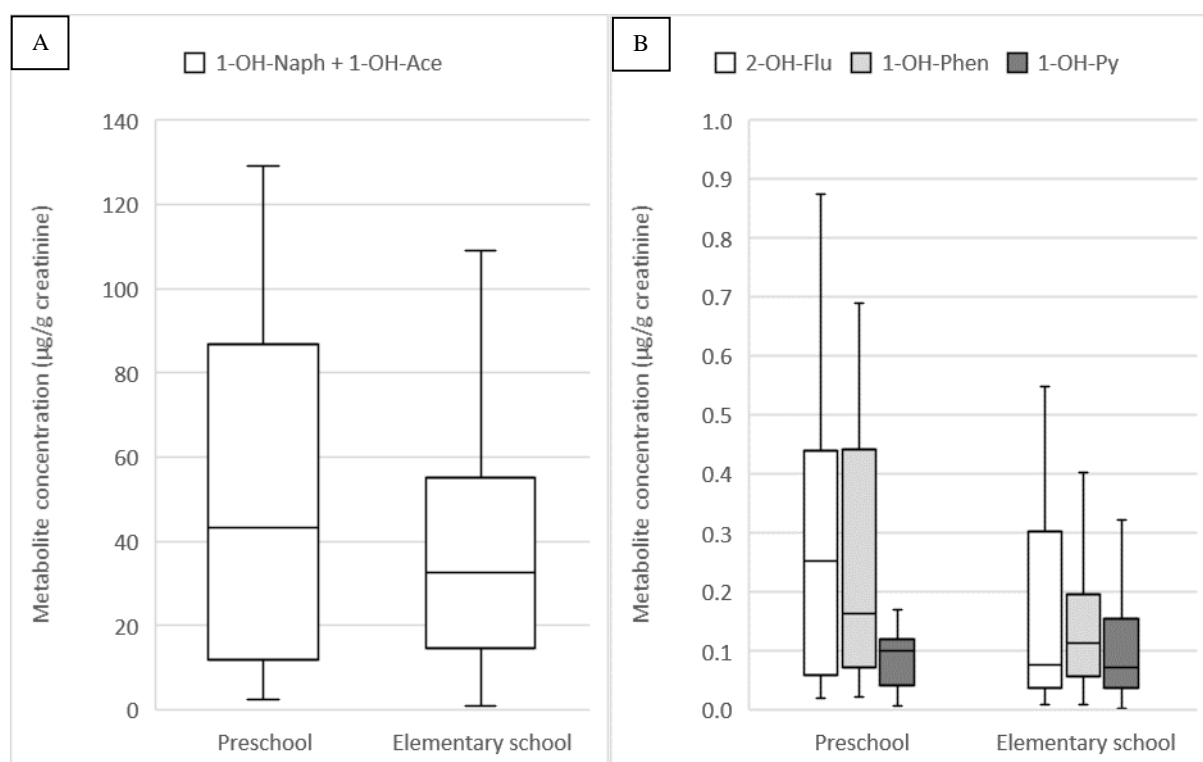 A
1-OH-Naph + 1-OH-Ace
Metabolite concentration (µg/g creatinine)
140
120
100
80
60
40
20
0
Preschool Elementary school
B
2-OH-Flu 1-OH-Phen 1-OH-Py
Metabolite concentration (µg/g creatinine)
1.0
0.9
0.8
0.7
0.6
0.5
0.4
0.3
0.2
0.1
0.0
Preschool Elementary school